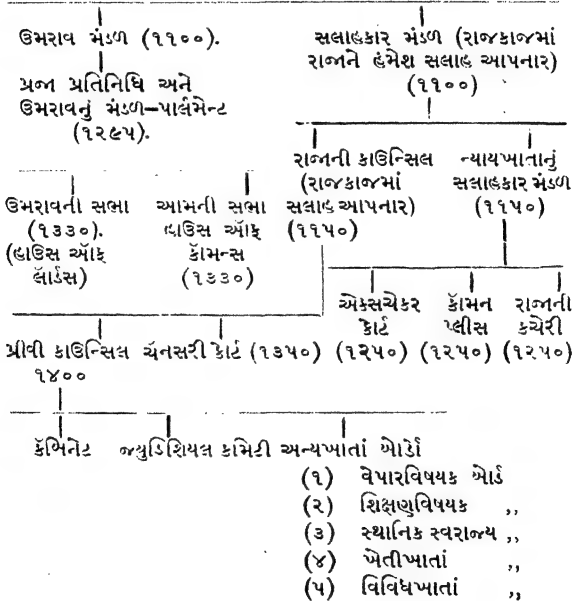 ઉમરાવ મંડળ (૧૧૦૦).
સલાહકાર મંડળ (રાજકાજમાં
રાજાને હંમેશ સલાહ આપનાર)
(૧૧૦૦)
પ્રજા પ્રતિનિધિ અને
ઉમરાવનું મંડળ–પાર્લમેન્ટ
(૧૨૯૫).
રાજાની કાઉન્સિલ
(રાજકાજમાં
સલાહ આપનાર)
(૧૧૫૦)
ન્યાયખાતાનું
સલાહકાર મંડળ
(૧૧૫૦)
ઉમરાવની સભા
(૧૩૩૦).
(હાઉસ ઑફ
લૉર્ડસ)
આમની સભા
હાઉસ ઑફ
કૉમન્સ
(૧૩૩૦)
એક્સચેકર
કોર્ટ
(૧૨૫૦)
કૉમન
પ્લીસ
(૧૨૫૦)
રાજાની
કચેરી
(૧૨૫૦)
પ્રીવી કાઉન્સિલ
૧૪૦૦
ચૅનસરી કોર્ટ (૧૩૫૦)
કૅબિનેટ
જ્યુડિશિયલ કમિટી
અન્યખાતાં બોર્ડો
(૧) વેપારવિષયક બોર્ડ
(૨) શિક્ષણવિષયક ,,
(૩) સ્થાનિક સ્વરાજ્ય ,,
(૪) ખેતીખાતાં ,,
(૫) વિવિધખાતાં ,,